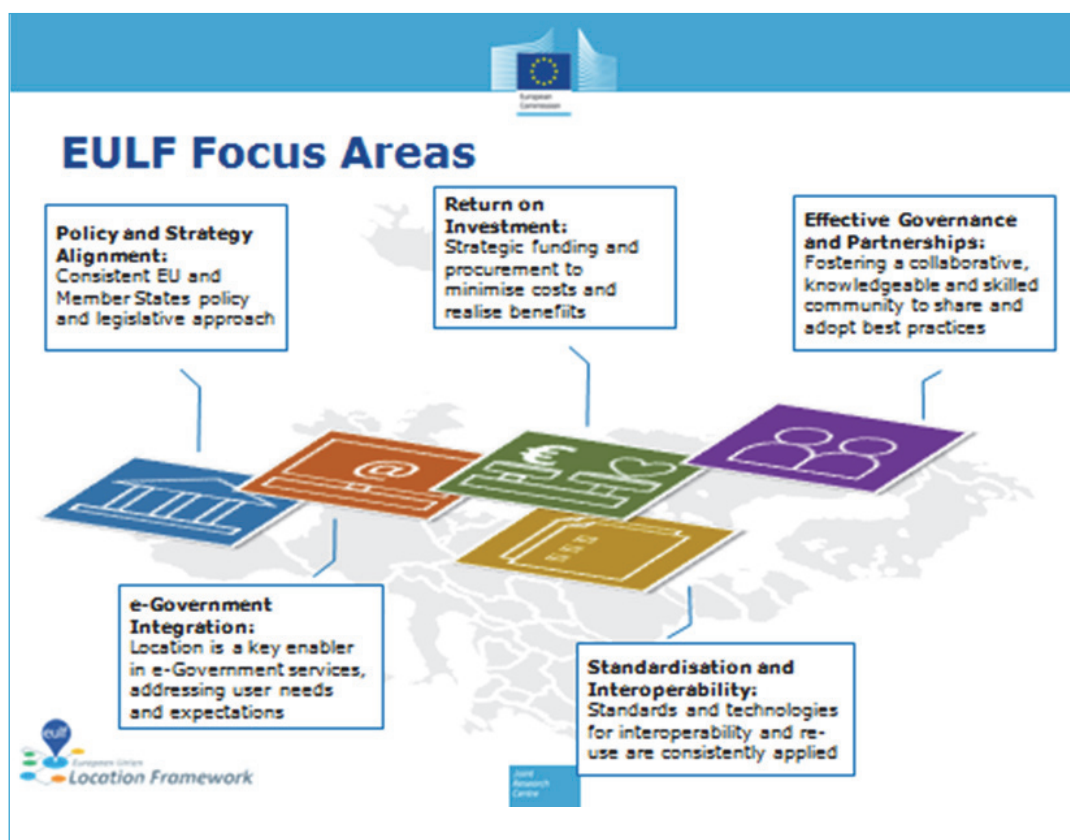 European
Commission
EULF Focus Areas
Policy and Strategy
Alignment:
Consistent EU and
Member States policy
and legislative approach
Return on
Investment:
Strategic funding and
procurement to
minimise costs and
realise benefiits
Effective Governance
and Partnerships:
Fostering a collaborative,
knowledgeable and skilled
community to share and
adopt best practices
@
€
e-Government
Integration:
Location is a key enabler
in e-Government services,
addressing user needs
and expectations
Standardisation and
Interoperability:
Standards and technologies
for interoperability and re-
use are consistently applied
eulf
European Union
Location Framework
Joint
Research
Centre